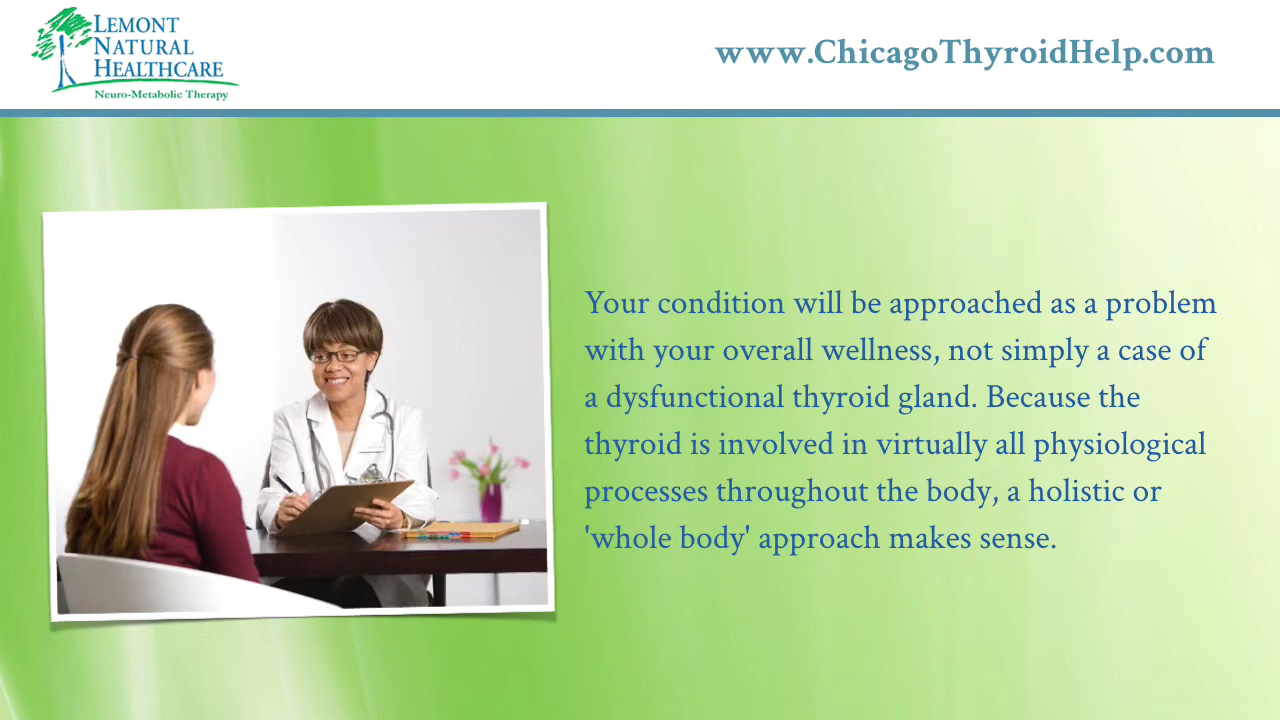 LEMONT
NATURAL
HEALTHCARE
Neuro-Metabolic Therapy
www.ChicagoThyroidHelp.com
Your condition will be approached as a problem
with your overall wellness, not simply a case of
a dysfunctional thyroid gland. Because the
thyroid is involved in virtually all physiological
processes throughout the body, a holistic or
'whole body' approach makes sense.